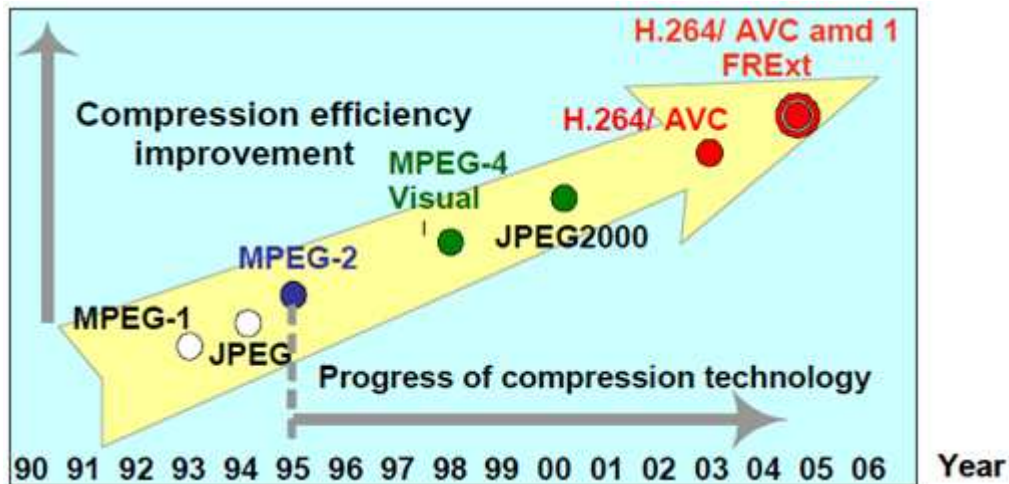 H.264/ AVC amd 1
FRExt
Compression efficiency
improvement
H.264/ AVC
MPEG-4
Visual
JPEG2000
MPEG-2
MPEG-1
JPEG
Progress of compression technology
90 91 92 93 94 95 96 97 98 99 00 01 02 03 04 05 06 Year